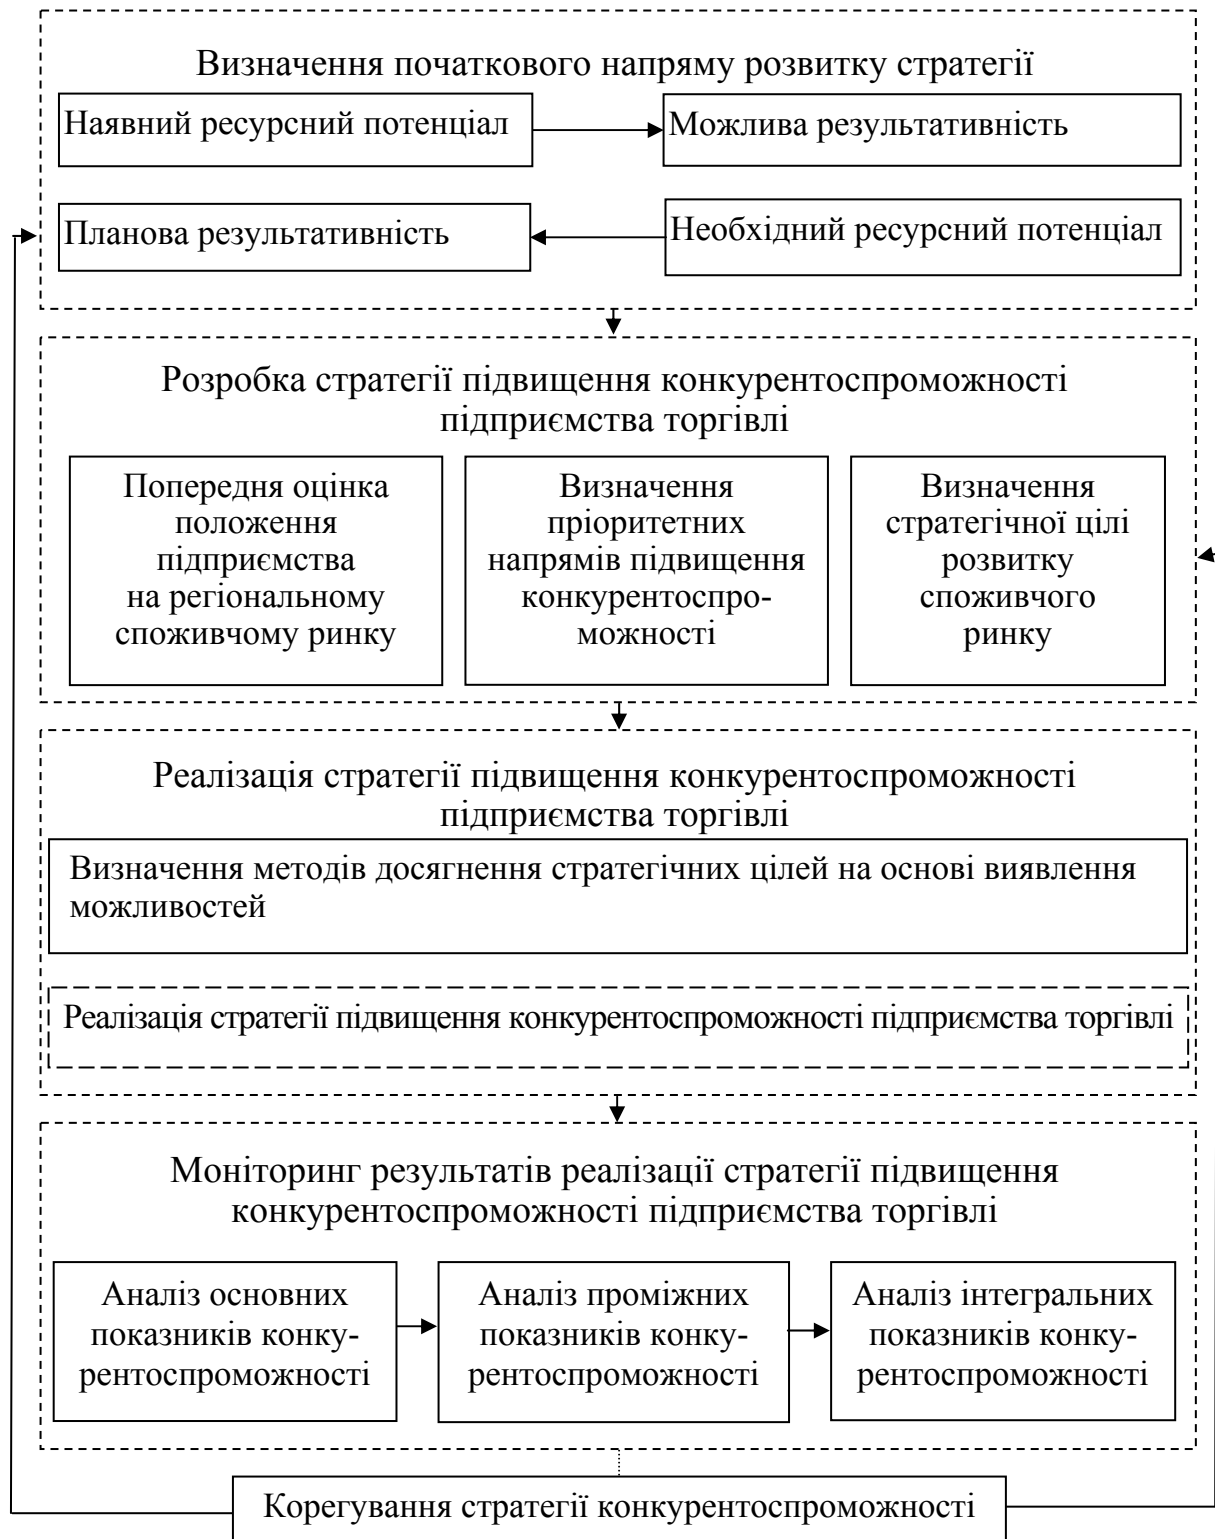 Визначення початкового напряму розвитку стратегії
Наявний ресурсний потенціал
Можлива результативність
Планова результативність
Необхідний ресурсний потенціал
Розробка стратегії підвищення конкурентоспроможності
підприємства торгівлі
Попередня оцінка
положення
підприємства
на регіональному
споживчому ринку
Визначення
пріоритетних
напрямів підвищення
конкурентоспро-
можності
Визначення
стратегічної цілі
розвитку
споживчого
ринку
Реалізація стратегії підвищення конкурентоспроможності
підприємства торгівлі
Визначення методів досягнення стратегічних цілей на основі виявлення
можливостей
Реалізація стратегії підвищення конкурентоспроможності підприємства торгівлі
Моніторинг результатів реалізації стратегії підвищення
конкурентоспроможності підприємства торгівлі
Аналіз основних
показників конку-
рентоспроможності
Аналіз проміжних
показників конку-
рентоспроможності
Аналіз інтегральних
показників конку-
рентоспроможності
Корегування стратегії конкурентоспроможності